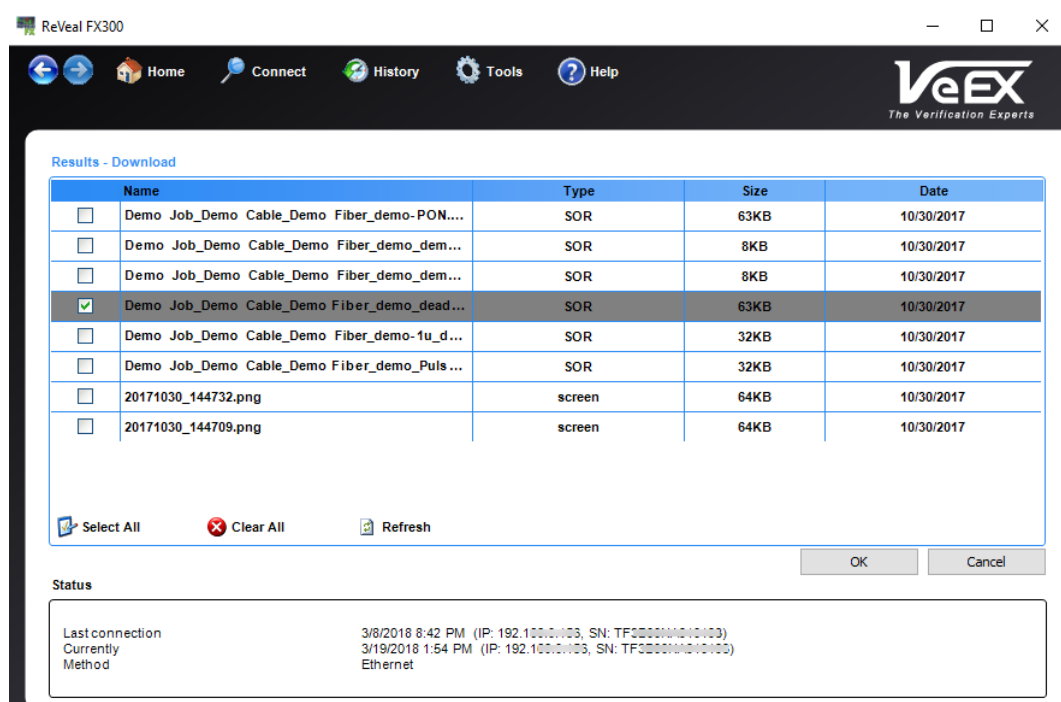 ReVeal FX300
Home Connect History Tools Help
VeEX
The Verification Experts
Results - Download
Name Type Size Date
Demo Job_Demo Cable_Demo Fiber_demo-PON.... SOR 63KB 10/30/2017
Demo Job_Demo Cable_Demo Fiber_demo_dem... SOR 8KB 10/30/2017
Demo Job_Demo Cable_Demo Fiber_demo_dem... SOR 8KB 10/30/2017
Demo Job_Demo Cable_Demo Fiber_demo_dead... SOR 63KB 10/30/2017
Demo Job_Demo Cable_Demo Fiber_demo-1u_d... SOR 32KB 10/30/2017
Demo Job_Demo Cable_Demo Fiber_demo_Puls... SOR 32KB 10/30/2017
20171030_144732.png screen 64KB 10/30/2017
20171030_144709.png screen 64KB 10/30/2017
Select All Clear All Refresh
OK Cancel
Status
Last connection 3/8/2018 8:42 PM (IP: SN:
Currently 3/19/2018 1:54 PM (IP: SN:
Method Ethernet